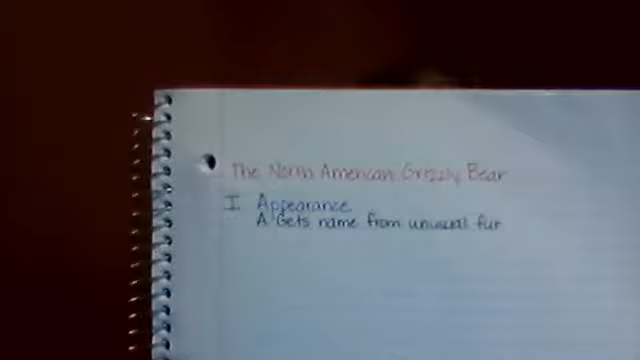 The North American Grizzly Bear
I Appearance
A Gets name from unusual fur